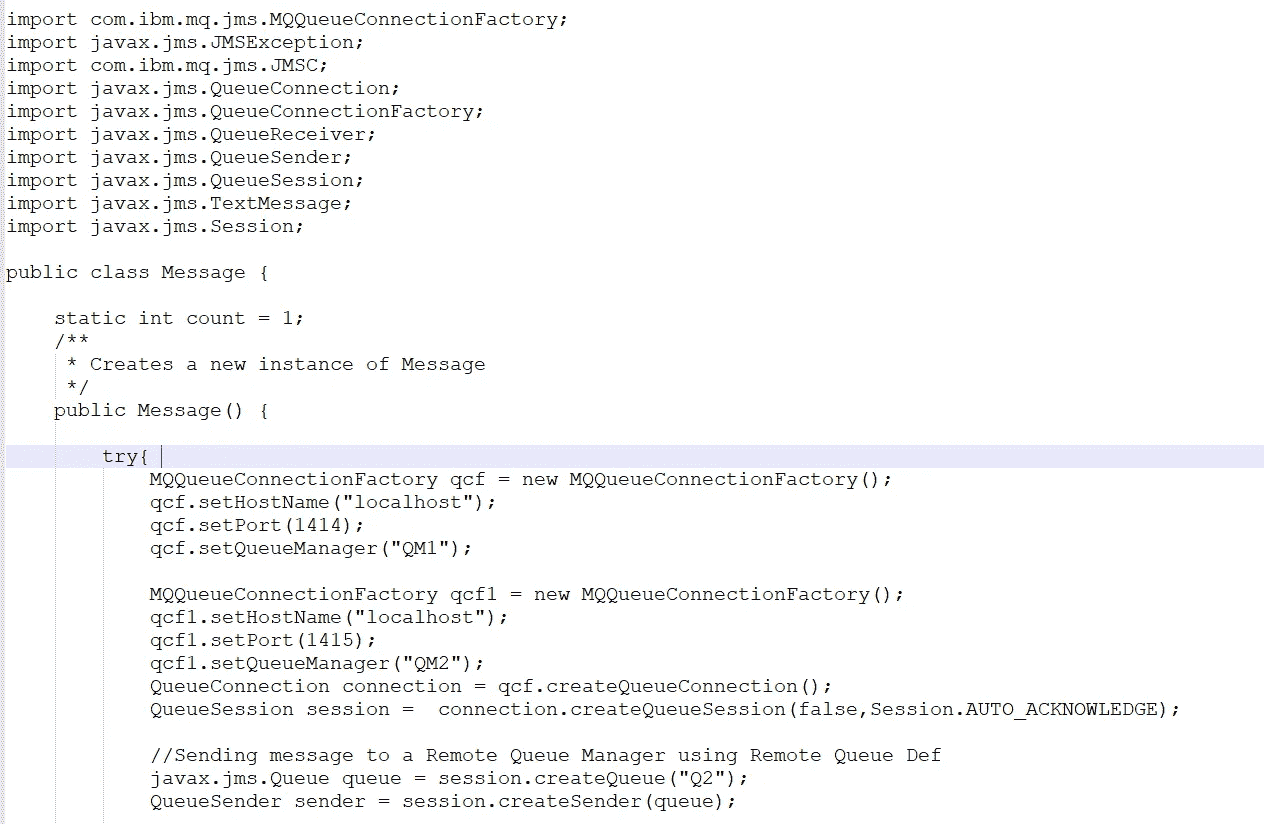 import com.ibm.mq.jms.MQQueueConnectionFactory;
import javax.jms.JMSException;
import com.ibm.mq.jms.JMSC;
import javax.jms.QueueConnection;
import javax.jms.QueueConnectionFactory;
import javax.jms.QueueReceiver;
import javax.jms.QueueSender;
import javax.jms.QueueSession;
import javax.jms.TextMessage;
import javax.jms.Session;

public class Message {

    static int count = 1;
    /**
     * Creates a new instance of Message
     */
    public Message() {

        try{
            MQQueueConnectionFactory qcf = new MQQueueConnectionFactory();
            qcf.setHostName("localhost");
            qcf.setPort(1414);
            qcf.setQueueManager("QM1");

            MQQueueConnectionFactory qcf1 = new MQQueueConnectionFactory();
            qcf1.setHostName("localhost");
            qcf1.setPort(1415);
            qcf1.setQueueManager("QM2");
            QueueConnection connection = qcf.createQueueConnection();
            QueueSession session =  connection.createQueueSession(false,Session.AUTO_ACKNOWLEDGE);

            //Sending message to a Remote Queue Manager using Remote Queue Def
            javax.jms.Queue queue = session.createQueue("Q2");
            QueueSender sender = session.createSender(queue);